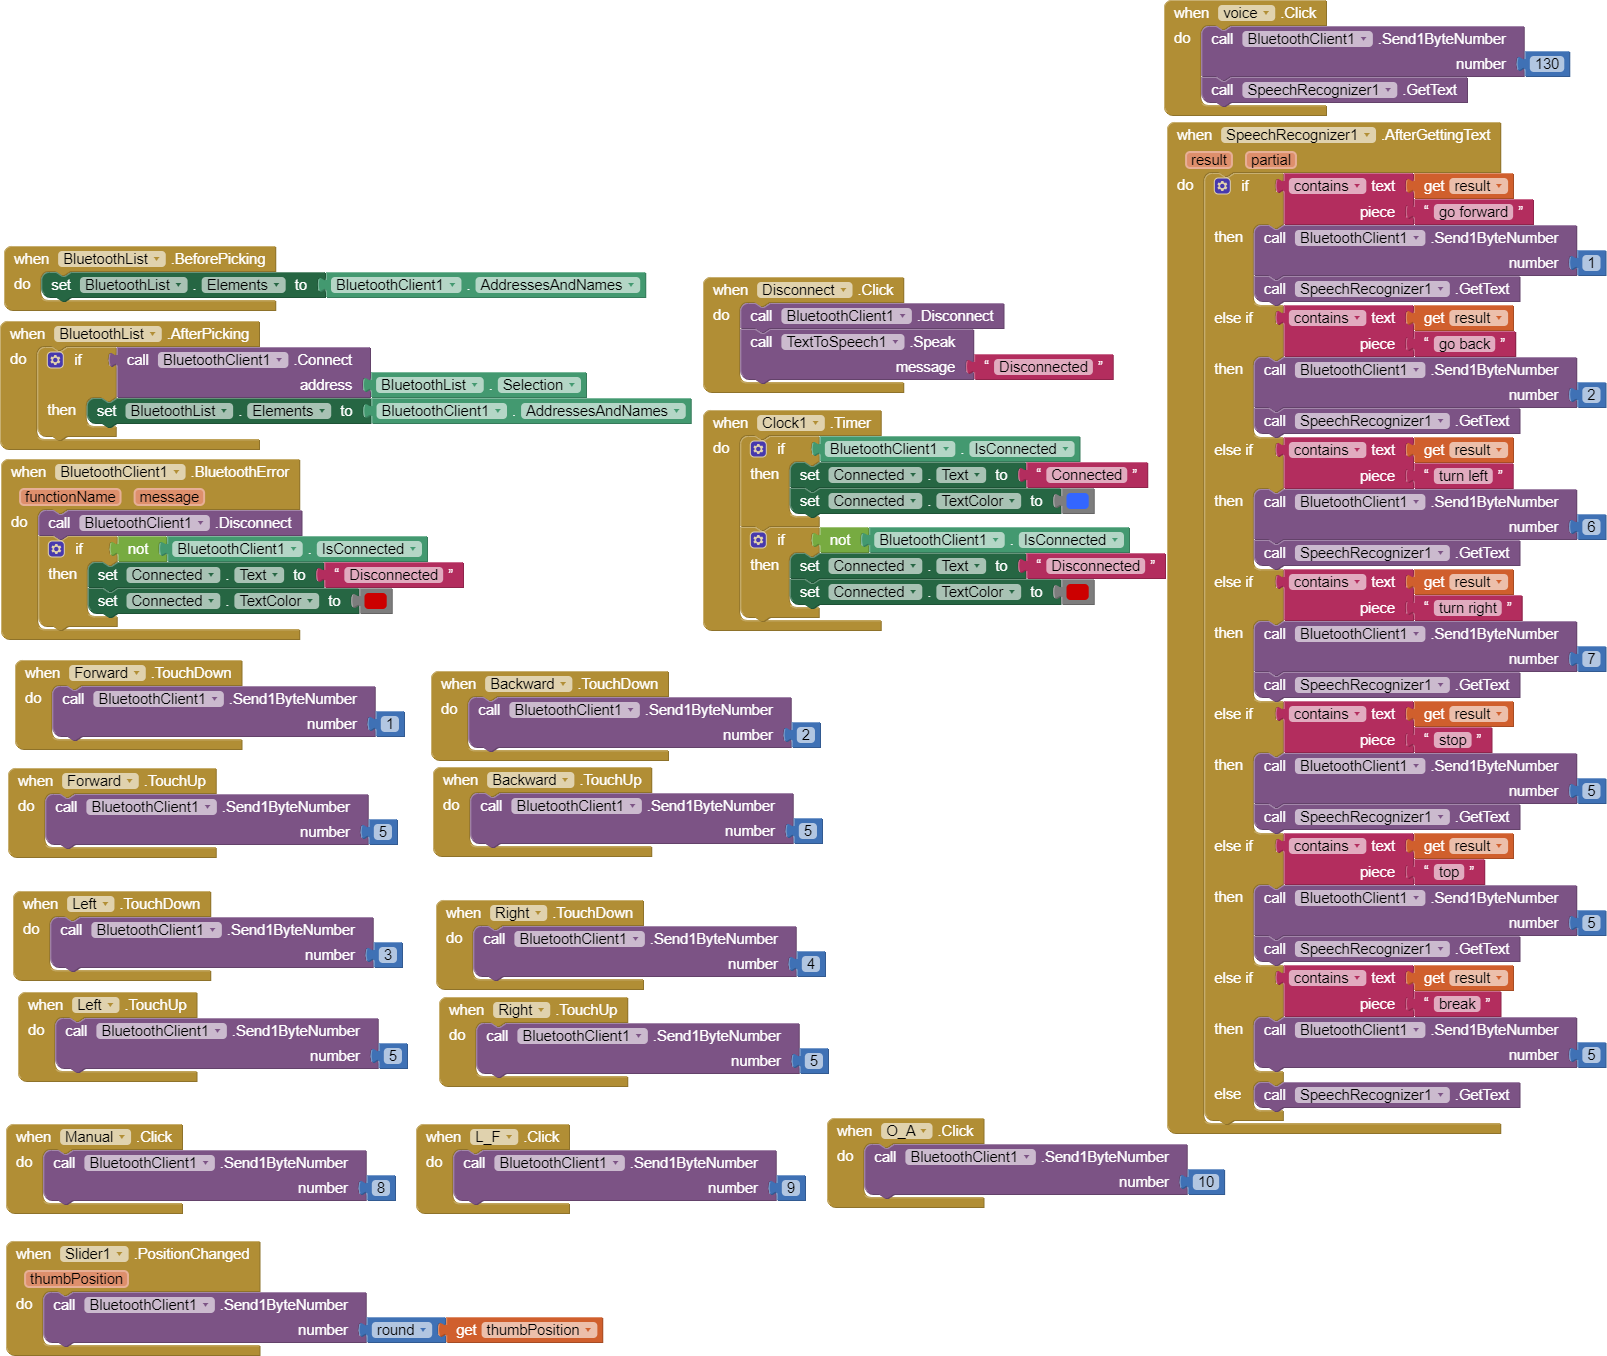 when BluetoothList .BeforePicking
do set BluetoothList . Elements to BluetoothClient1 . AddressesAndNames
when BluetoothList .AfterPicking
do if call BluetoothClient1 .Connect
address BluetoothList . Selection
then set BluetoothList . Elements to BluetoothClient1 . AddressesAndNames
when BluetoothClient1 .BluetoothError
functionName message
do call BluetoothClient1 .Disconnect
if not BluetoothClient1 . IsConnected
then set Connected . Text to “ Disconnected ”
set Connected . TextColor to
when Disconnect .Click
do call BluetoothClient1 .Disconnect
call TextToSpeech1 .Speak
message “ Disconnected ”
when Clock1 .Timer
do if BluetoothClient1 . IsConnected
then set Connected . Text to “ Connected ”
set Connected . TextColor to
if not BluetoothClient1 . IsConnected
then set Connected . Text to “ Disconnected ”
set Connected . TextColor to
when Forward .TouchDown
do call BluetoothClient1 .Send1ByteNumber
number 1
when Backward .TouchDown
do call BluetoothClient1 .Send1ByteNumber
number 2
when Forward .TouchUp
do call BluetoothClient1 .Send1ByteNumber
number 5
when Backward .TouchUp
do call BluetoothClient1 .Send1ByteNumber
number 5
when Left .TouchDown
do call BluetoothClient1 .Send1ByteNumber
number 3
when Right .TouchDown
do call BluetoothClient1 .Send1ByteNumber
number 4
when Left .TouchUp
do call BluetoothClient1 .Send1ByteNumber
number 5
when Right .TouchUp
do call BluetoothClient1 .Send1ByteNumber
number 5
when Manual .Click
do call BluetoothClient1 .Send1ByteNumber
number 8
when L_F .Click
do call BluetoothClient1 .Send1ByteNumber
number 9
when O_A .Click
do call BluetoothClient1 .Send1ByteNumber
number 10
when Slider1 .PositionChanged
thumbPosition
do call BluetoothClient1 .Send1ByteNumber
number round get thumbPosition
when voice .Click
do call BluetoothClient1 .Send1ByteNumber
number 130
call SpeechRecognizer1 .GetText
when SpeechRecognizer1 .AfterGettingText
result partial
do if contains text get result
piece “ go forward ”
then call BluetoothClient1 .Send1ByteNumber
number 1
call SpeechRecognizer1 .GetText
else if contains text get result
piece “ go back ”
then call BluetoothClient1 .Send1ByteNumber
number 2
call SpeechRecognizer1 .GetText
else if contains text get result
piece “ turn left ”
then call BluetoothClient1 .Send1ByteNumber
number 6
call SpeechRecognizer1 .GetText
else if contains text get result
piece “ turn right ”
then call BluetoothClient1 .Send1ByteNumber
number 7
call SpeechRecognizer1 .GetText
else if contains text get result
piece “ stop ”
then call BluetoothClient1 .Send1ByteNumber
number 5
call SpeechRecognizer1 .GetText
else if contains text get result
piece “ top ”
then call BluetoothClient1 .Send1ByteNumber
number 5
call SpeechRecognizer1 .GetText
else if contains text get result
piece “ break ”
then call BluetoothClient1 .Send1ByteNumber
number 5
else call SpeechRecognizer1 .GetText